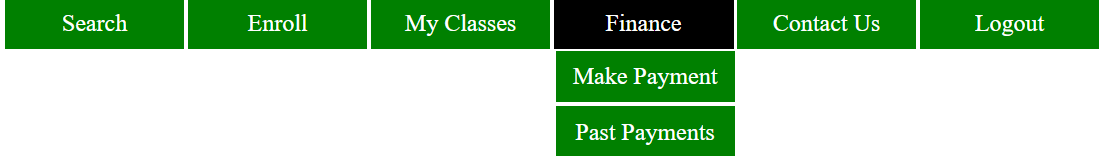 Search Enroll My Classes Finance Contact Us Logout
Make Payment
Past Payments